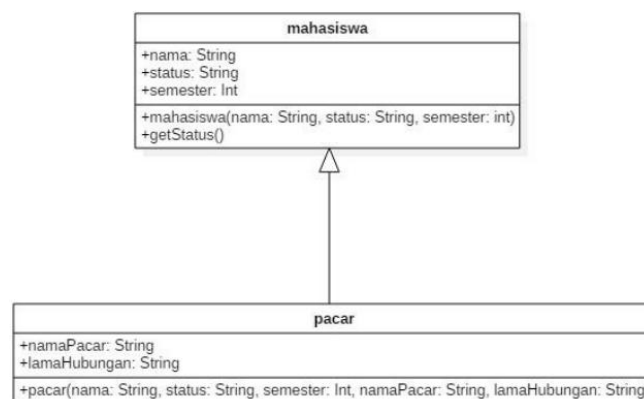 mahasiswa
+nama: String
+status: String
+semester: Int
+mahasiswa(nama: String, status: String, semester: int)
+getStatus()
pacar
+namaPacar: String
+lamaHubungan: String
+pacar(nama: String, status: String, semester: Int, namaPacar: String, lamaHubungan: String